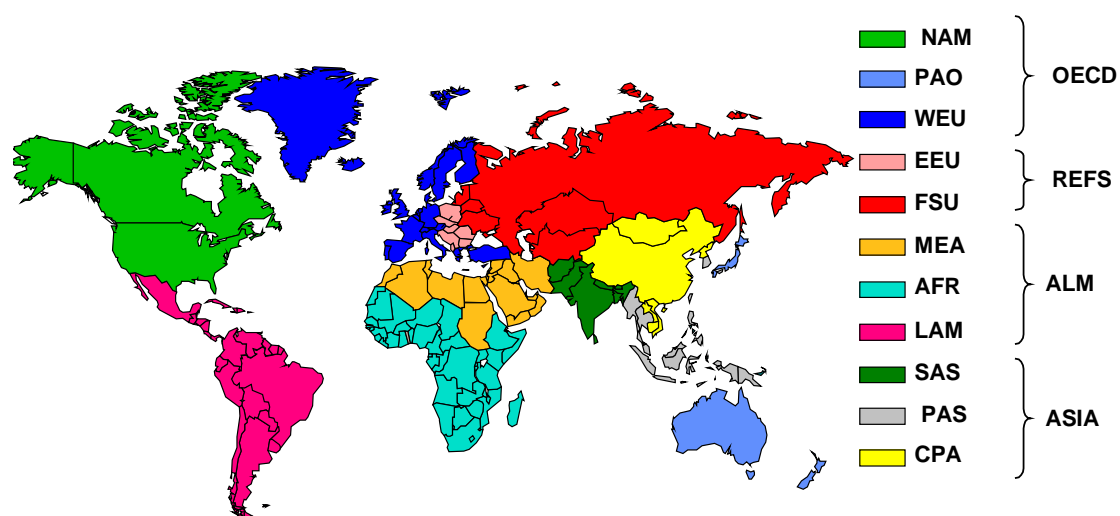 NAM
PAO
OECD
WEU
EEU
REFS
FSU
MEA
AFR
ALM
LAM
SAS
PAS
ASIA
CPA